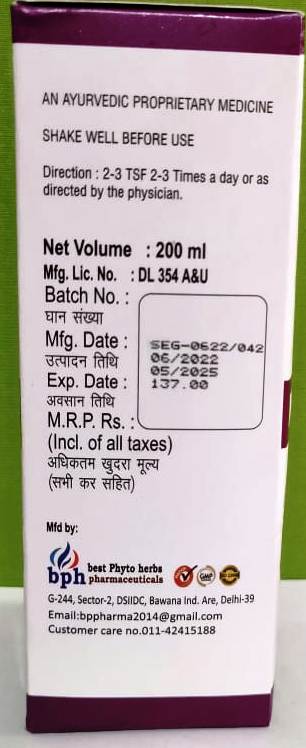 AN AYURVEDIC PROPRIETARY MEDICINE
SHAKE WELL BEFORE USE
Direction : 2-3 TSF 2-3 Times a day or as
directed by the physician.
Net Volume : 200 ml
Mfg. Lic. No. : DL 354 A&U
Batch No. :
घान संख्या
Mfg. Date : SEG-0622/042
उत्पादन तिथि 06/2022
Exp. Date : 05/2025
अवसान तिथि 137.00
M.R.P. Rs. :
(Incl. of all taxes)
अधिकतम खुदरा मूल्य
(सभी कर सहित)
Mfd by:
bph best Phyto herbs
pharmaceuticals GMP
G-244, Sector-2, DSIIDC, Bawana Ind. Are, Delhi-39
Email:bppharma2014@gmail.com
Customer care no.011-42415188